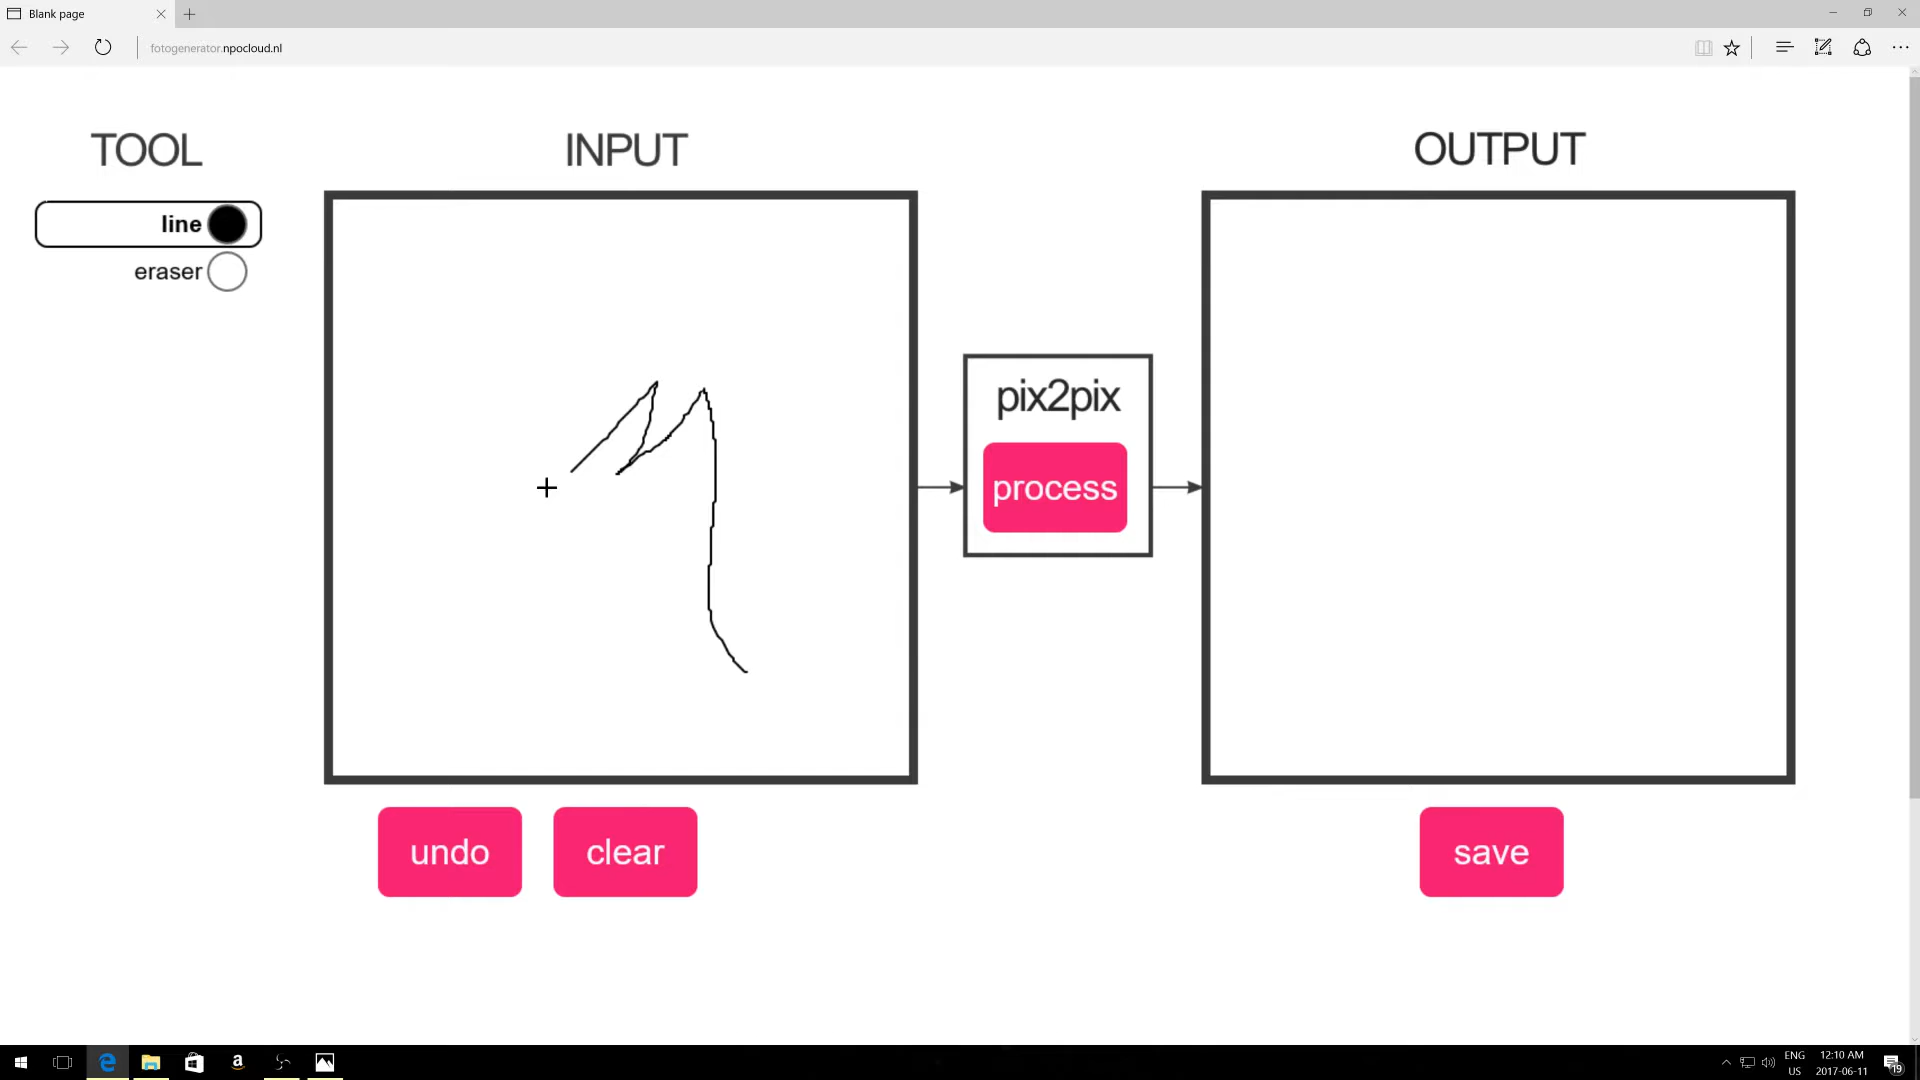 Blank page
fotogenerator.npocloud.nl
TOOL
INPUT
OUTPUT
line
eraser
pix2pix
process
undo
clear
save
ENG
US
12:10 AM
2017-06-11
19